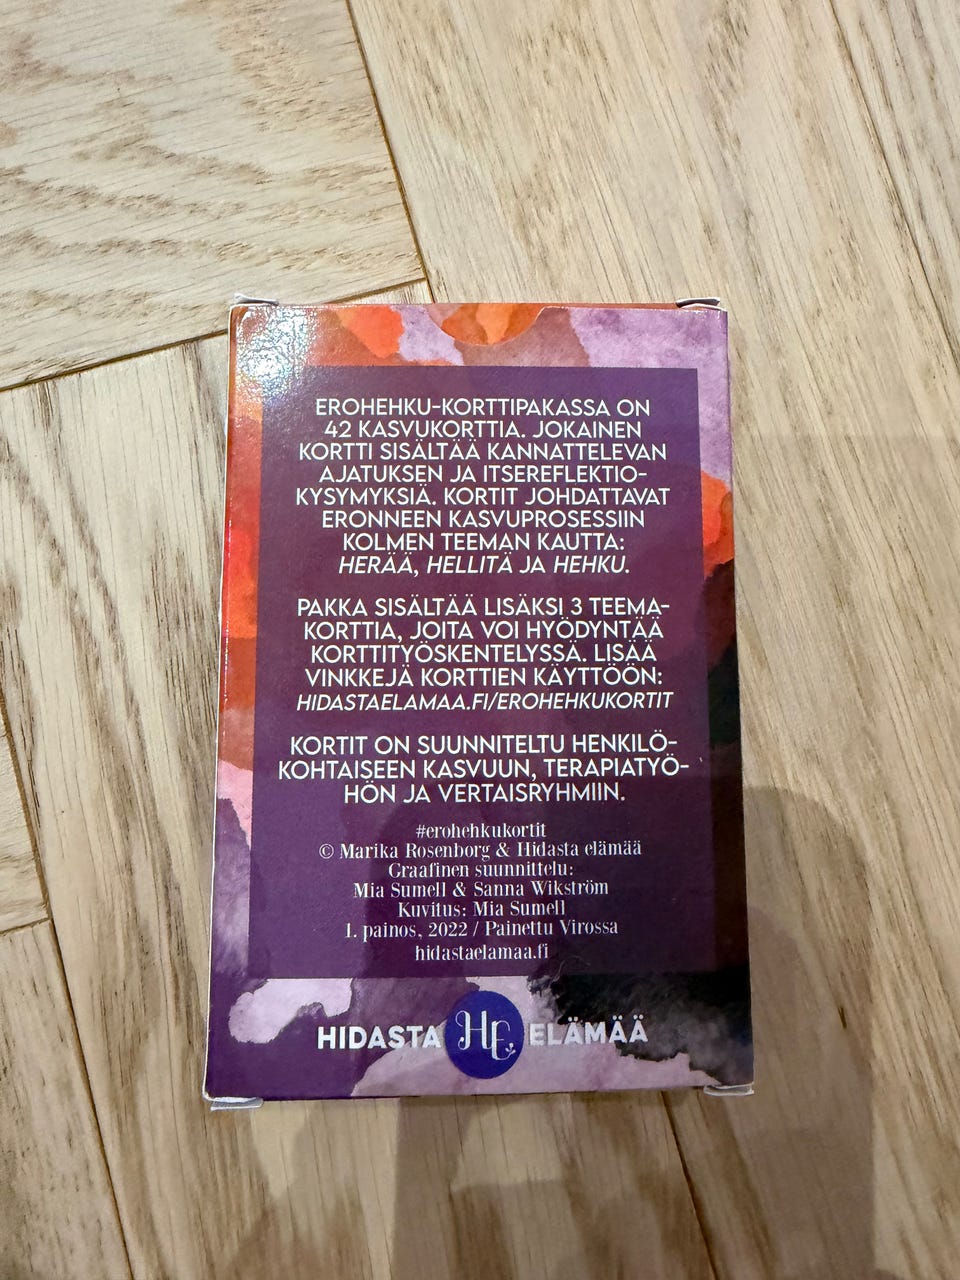 EROHEHKU-KORTTIPAKASSA ON
42 KASVUKORTTIA. JOKAINEN
KORTTI SISÄLTÄÄ KANNATTELEVAN
AJATUKSEN JA ITSEREFLEKTIO-
KYSYMYKSIÄ. KORTIT JOHDATTAVAT
ERONNEEN KASVUPROSESSIIN
KOLMEN TEEMAN KAUTTA:
HERÄÄ, HELLITÄ JA HEHKU.
PAKKA SISÄLTÄÄ LISÄKSI 3 TEEMA-
KORTTIA, JOITA VOI HYÖDYNTÄÄ
KORTTITYÖSKENTELYSSÄ. LISÄÄ
VINKKEJÄ KORTTIEN KÄYTTÖÖN:
HIDASTAELAMAA.FI/EROHEHKUKORTIT
KORTIT ON SUUNNITELTU HENKILÖ-
KOHTAISEEN KASVUUN, TERAPIATYÖ-
HÖN JA VERTAISRYHMIIN.
#erohehkukortit
© Marika Rosenborg & Hidasta elämää
Graafinen suunnittelu:
Mia Sumell & Sanna Wikström
Kuvitus: Mia Sumell
1. painos, 2022 / Painettu Virossa
hidastaelamaa.fi
HIDASTA HE ELÄMÄÄ